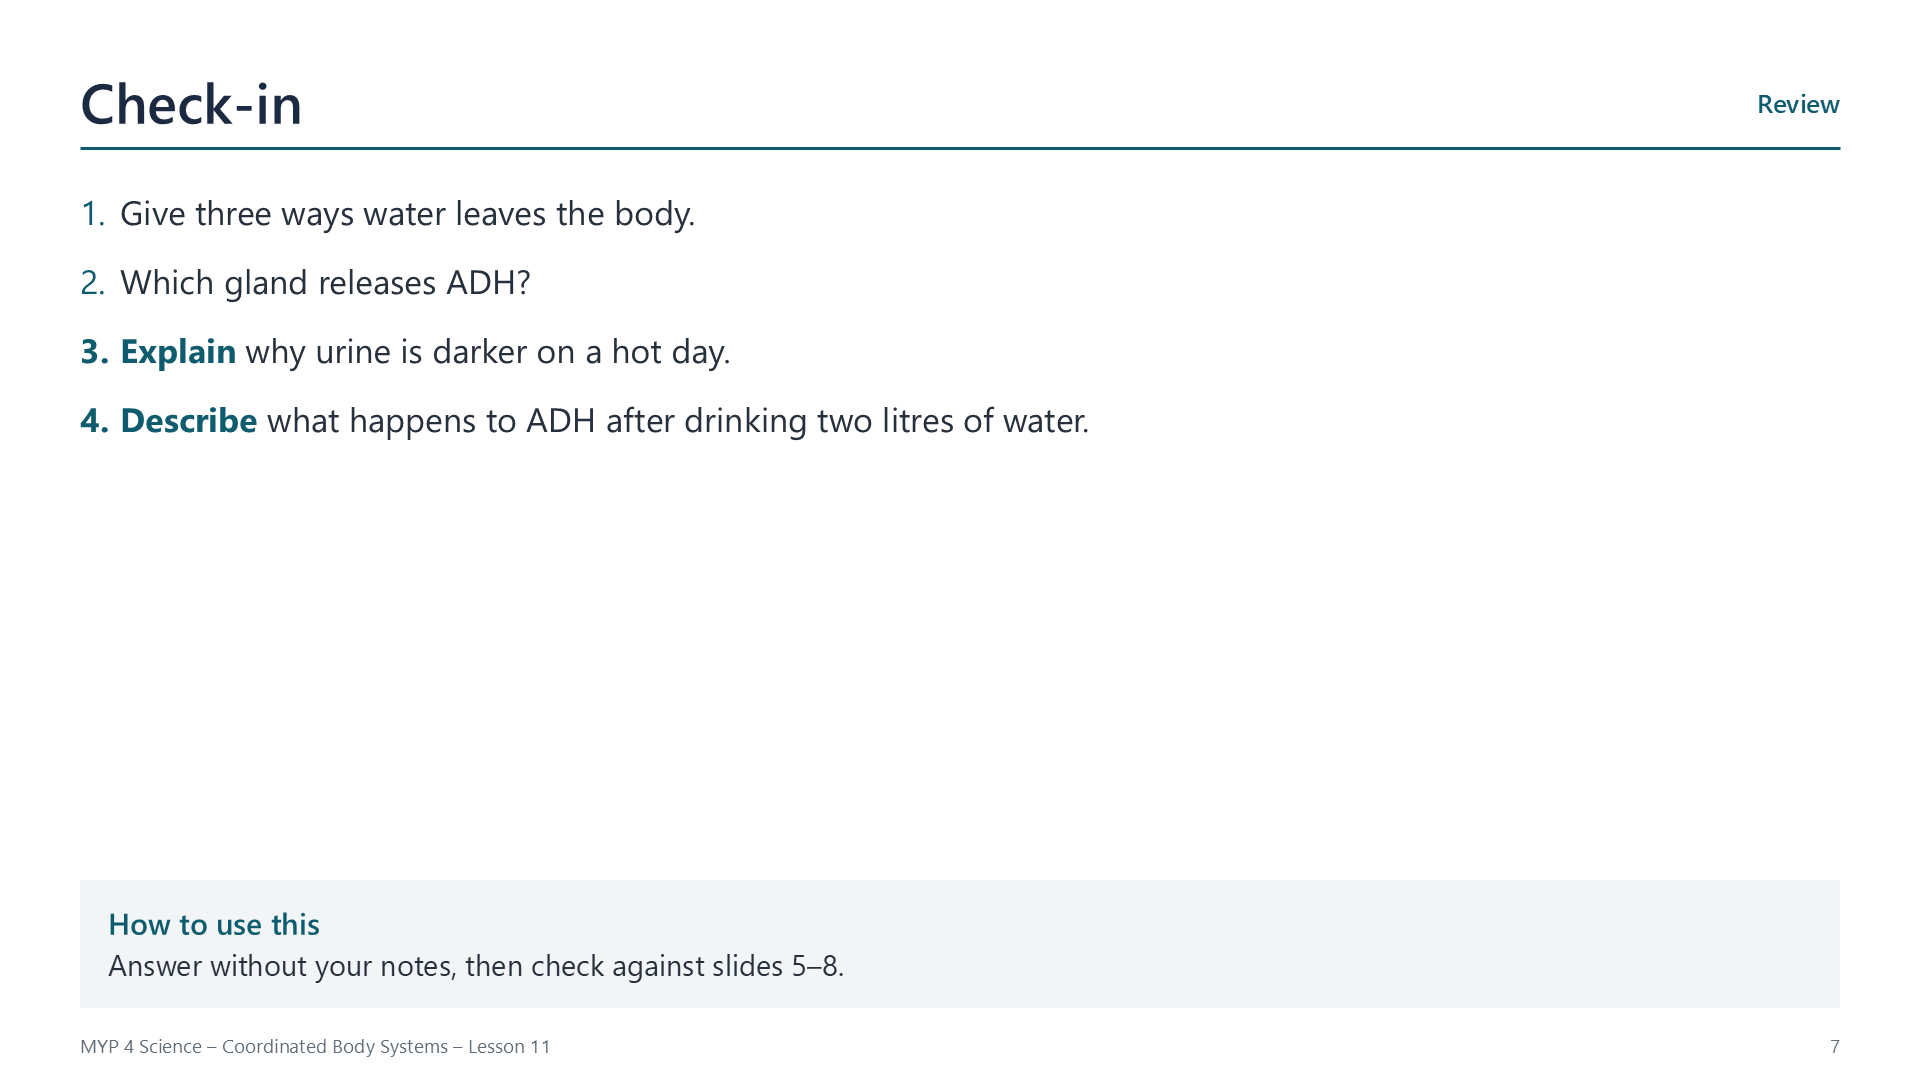 Check-in
Review
1. Give three ways water leaves the body.
2. Which gland releases ADH?
3. Explain why urine is darker on a hot day.
4. Describe what happens to ADH after drinking two litres of water.
How to use this
Answer without your notes, then check against slides 5–8.
MYP 4 Science – Coordinated Body Systems – Lesson 11
7